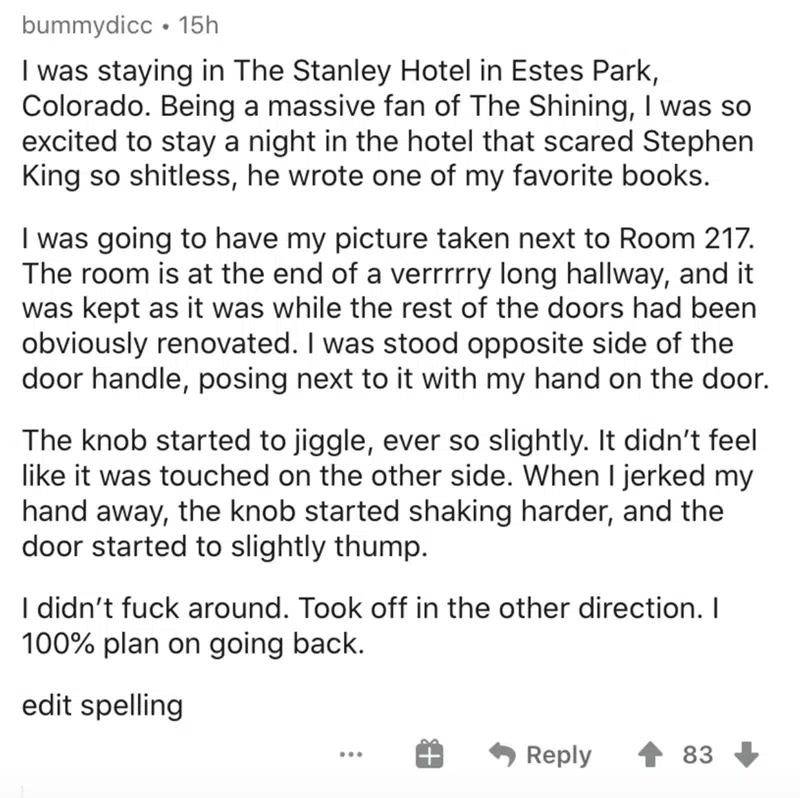 bummydicc • 15h
I was staying in The Stanley Hotel in Estes Park,
Colorado. Being a massive fan of The Shining, I was so
excited to stay a night in the hotel that scared Stephen
King so shitless, he wrote one of my favorite books.
I was going to have my picture taken next to Room 217.
The room is at the end of a verrrrry long hallway, and it
was kept as it was while the rest of the doors had been
obviously renovated. I was stood opposite side of the
door handle, posing next to it with my hand on the door.
The knob started to jiggle, ever so slightly. It didn’t feel
like it was touched on the other side. When I jerked my
hand away, the knob started shaking harder, and the
door started to slightly thump.
I didn’t fuck around. Took off in the other direction. I
100% plan on going back.
edit spelling
... Reply 83